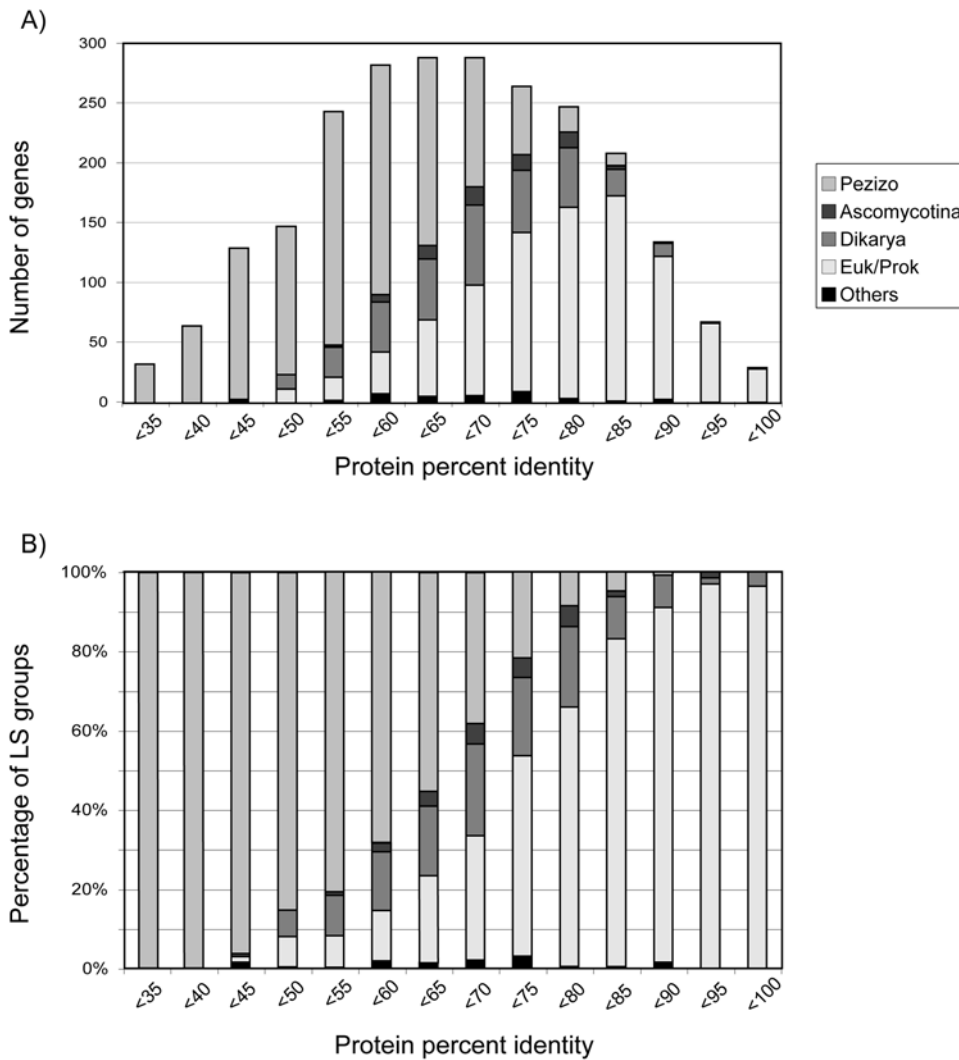 A)
300
250
200
150
100
50
0
Number of genes
<35 <40 <45 <50 <55 <60 <65 <70 <75 <80 <85 <90 <95 <100
Protein percent identity
Pezizo
Ascomycotina
Dikarya
Euk/Prok
Others
B)
100%
80%
60%
40%
20%
0%
Percentage of LS groups
<35 <40 <45 <50 <55 <60 <65 <70 <75 <80 <85 <90 <95 <100
Protein percent identity